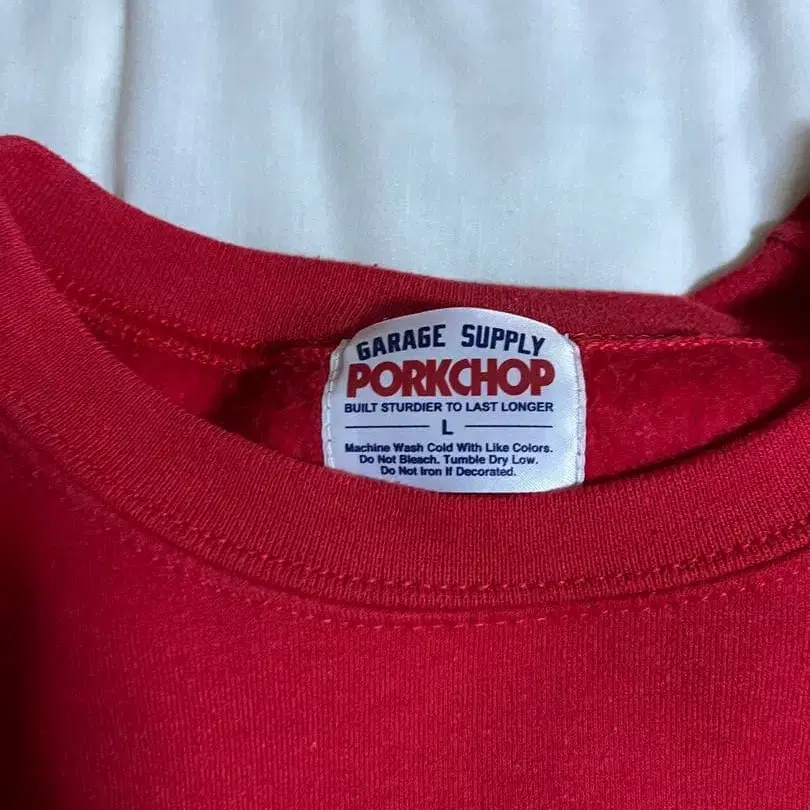 GARAGE SUPPLY
PORKCHOP
BUILT STURDIER TO LAST LONGER
L
Machine Wash Cold With Like Colors.
Do Not Bleach. Tumble Dry Low.
Do Not Iron If Decorated.